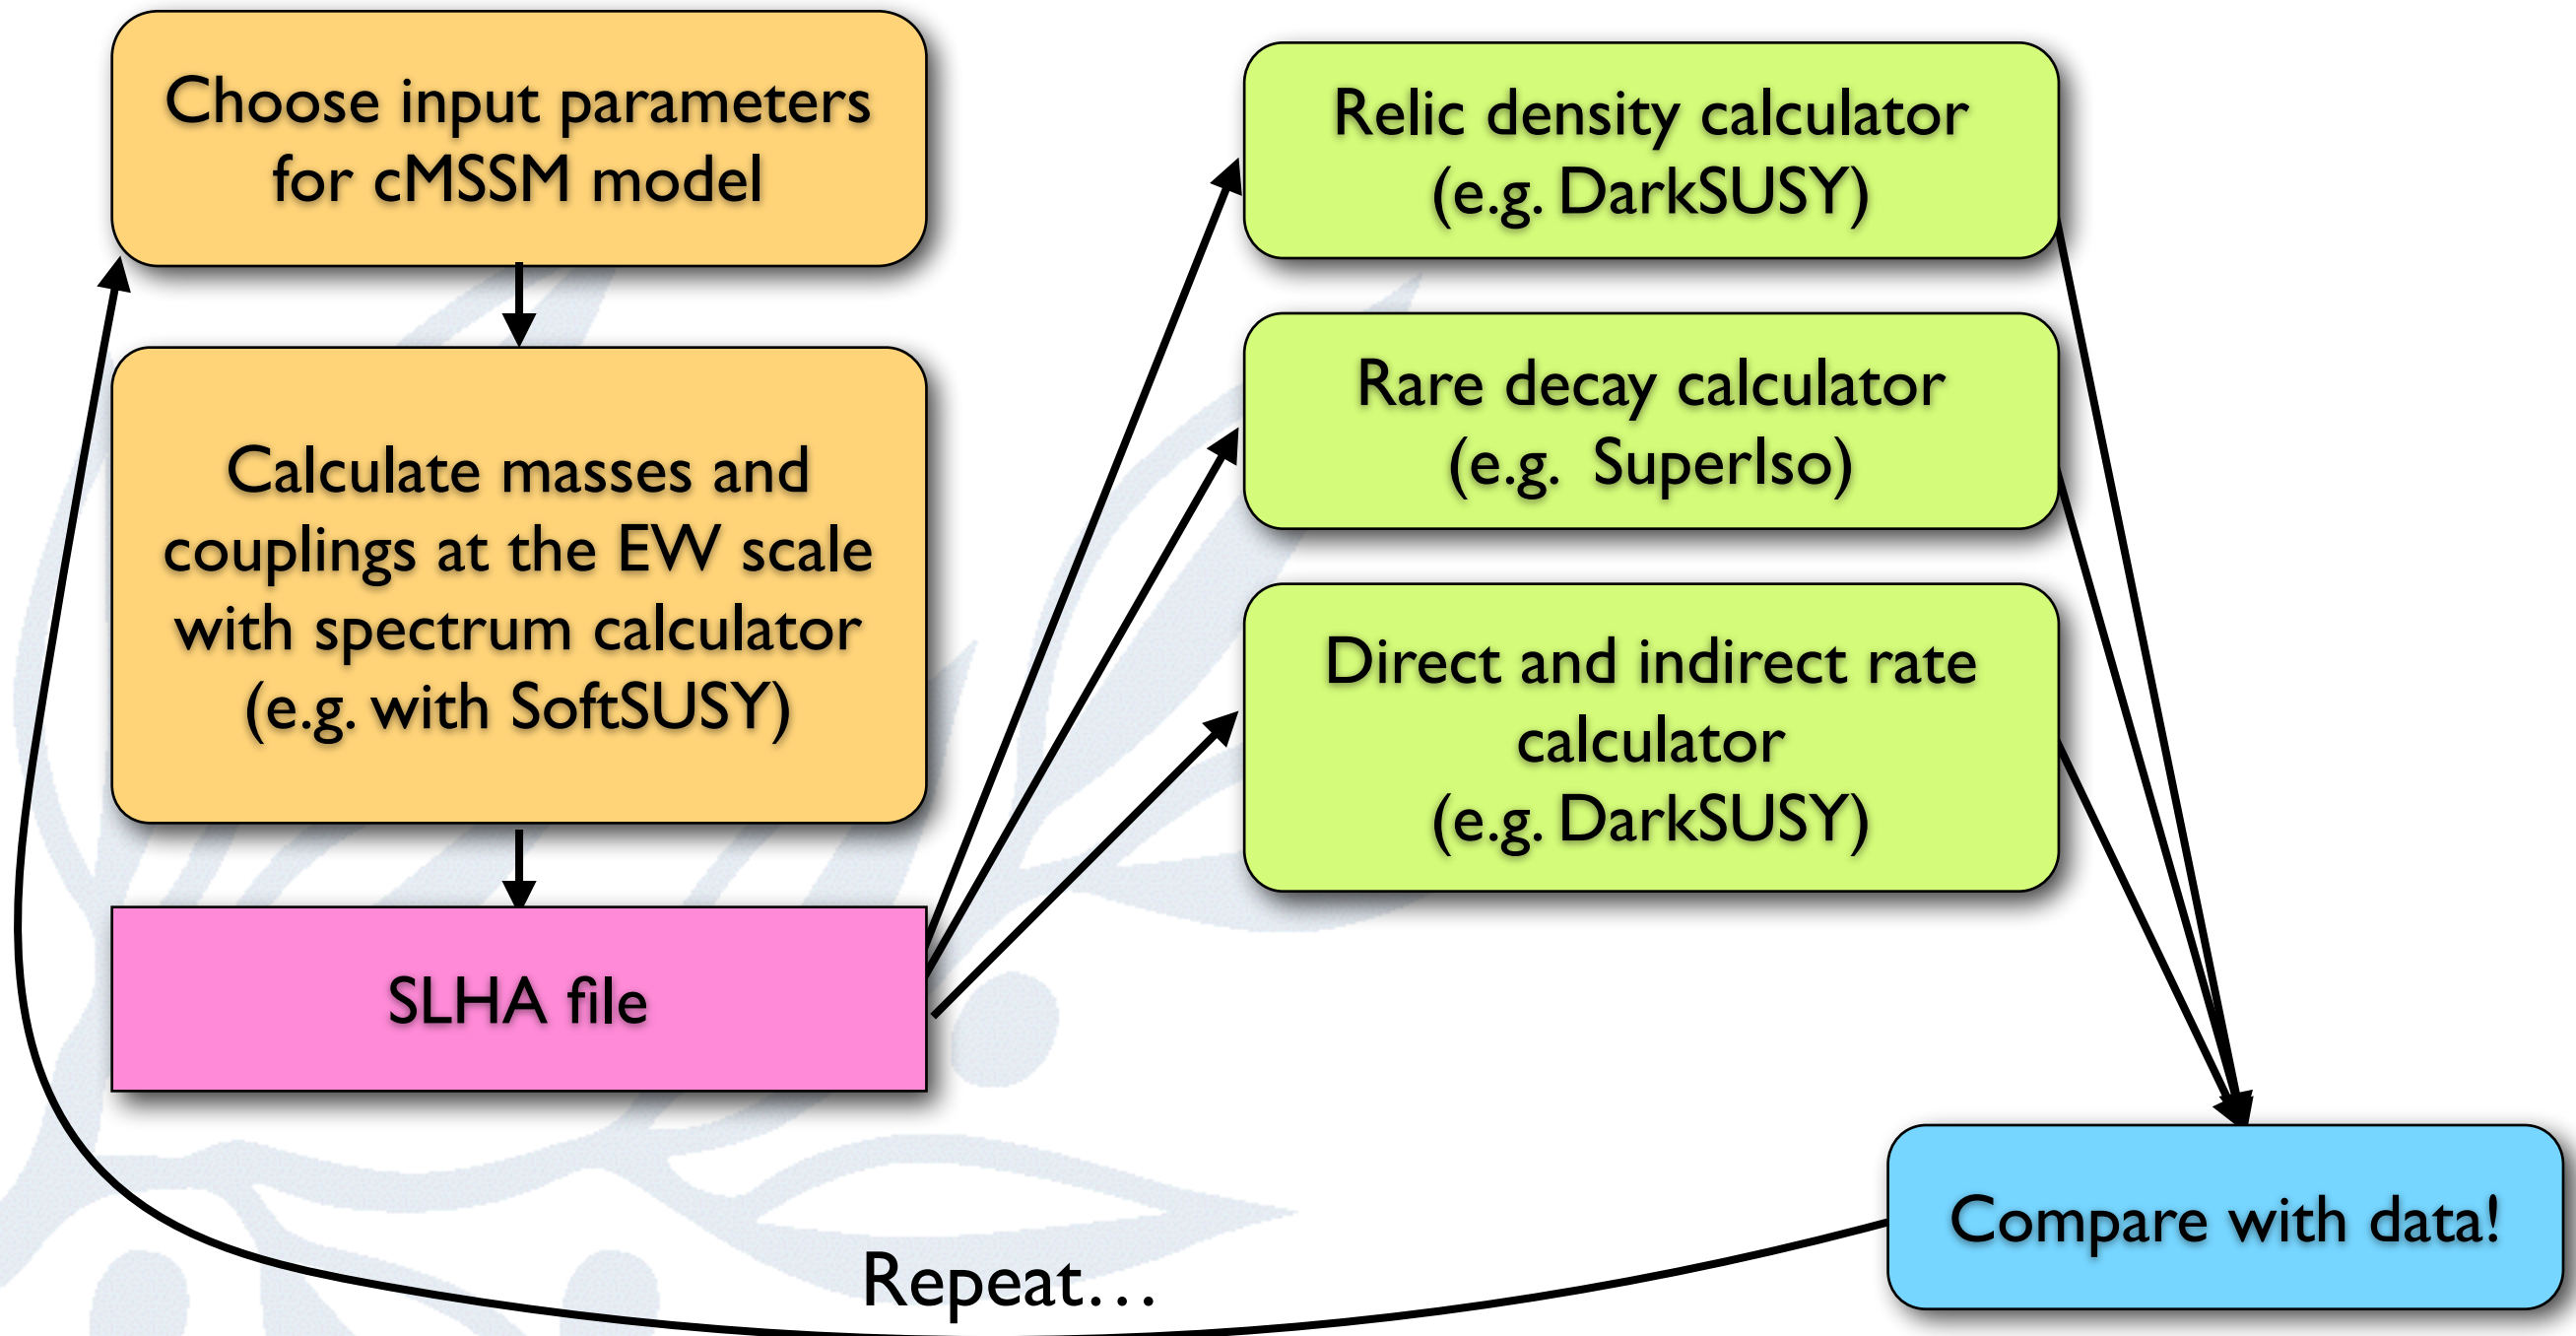 Choose input parameters
for cMSSM model
Calculate masses and
couplings at the EW scale
with spectrum calculator
(e.g. with SoftSUSY)
SLHA file
Relic density calculator
(e.g. DarkSUSY)
Rare decay calculator
(e.g. SuperIso)
Direct and indirect rate
calculator
(e.g. DarkSUSY)
Compare with data!
Repeat...